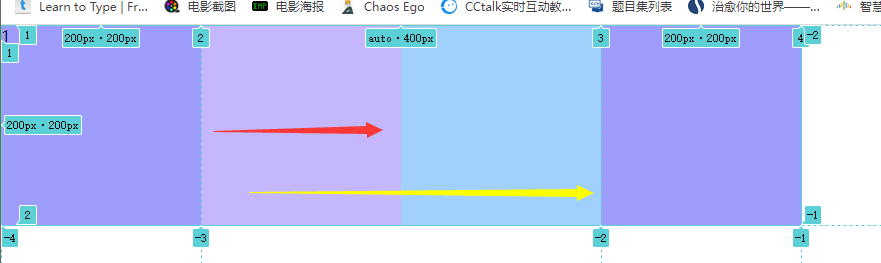 Learn to Type | Fr... 电影截图 电影海报 Chaos Ego CCtalk实时互动教... 题目集列表 治愈你的世界——... 智慧
1 1 200px·200px 2 auto·400px 3 200px·200px 4 -2
1
200px·200px
2 -1
-4 -3 -2 -1